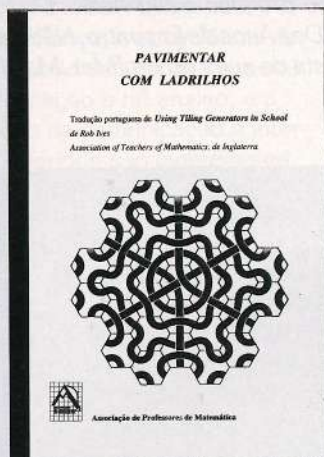 PAVIMENTAR
COM LADRILHOS
Tradução portuguesa de Using Tiling Generators in School
de Rob Ives
Association of Teachers of Mathematics, de Inglaterra
Associação de Professores de Matemática